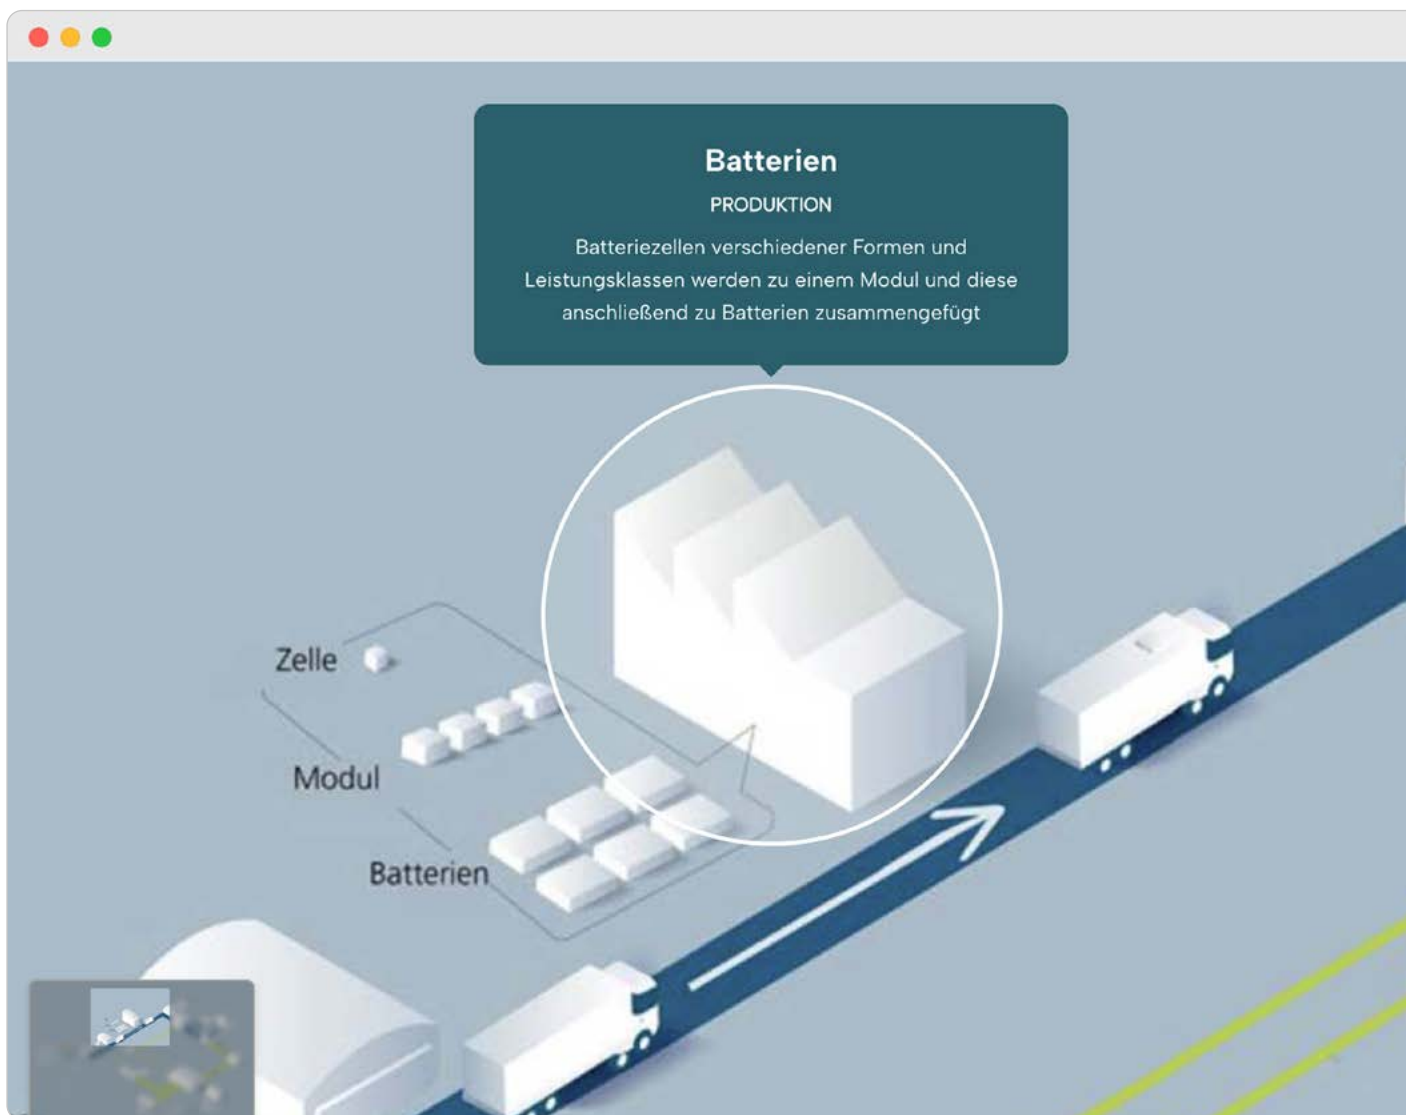 Batterien
PRODUKTION
Batteriezellen verschiedener Formen und
Leistungsklassen werden zu einem Modul und diese
anschließend zu Batterien zusammengefügt
Zelle
Modul
Batterien